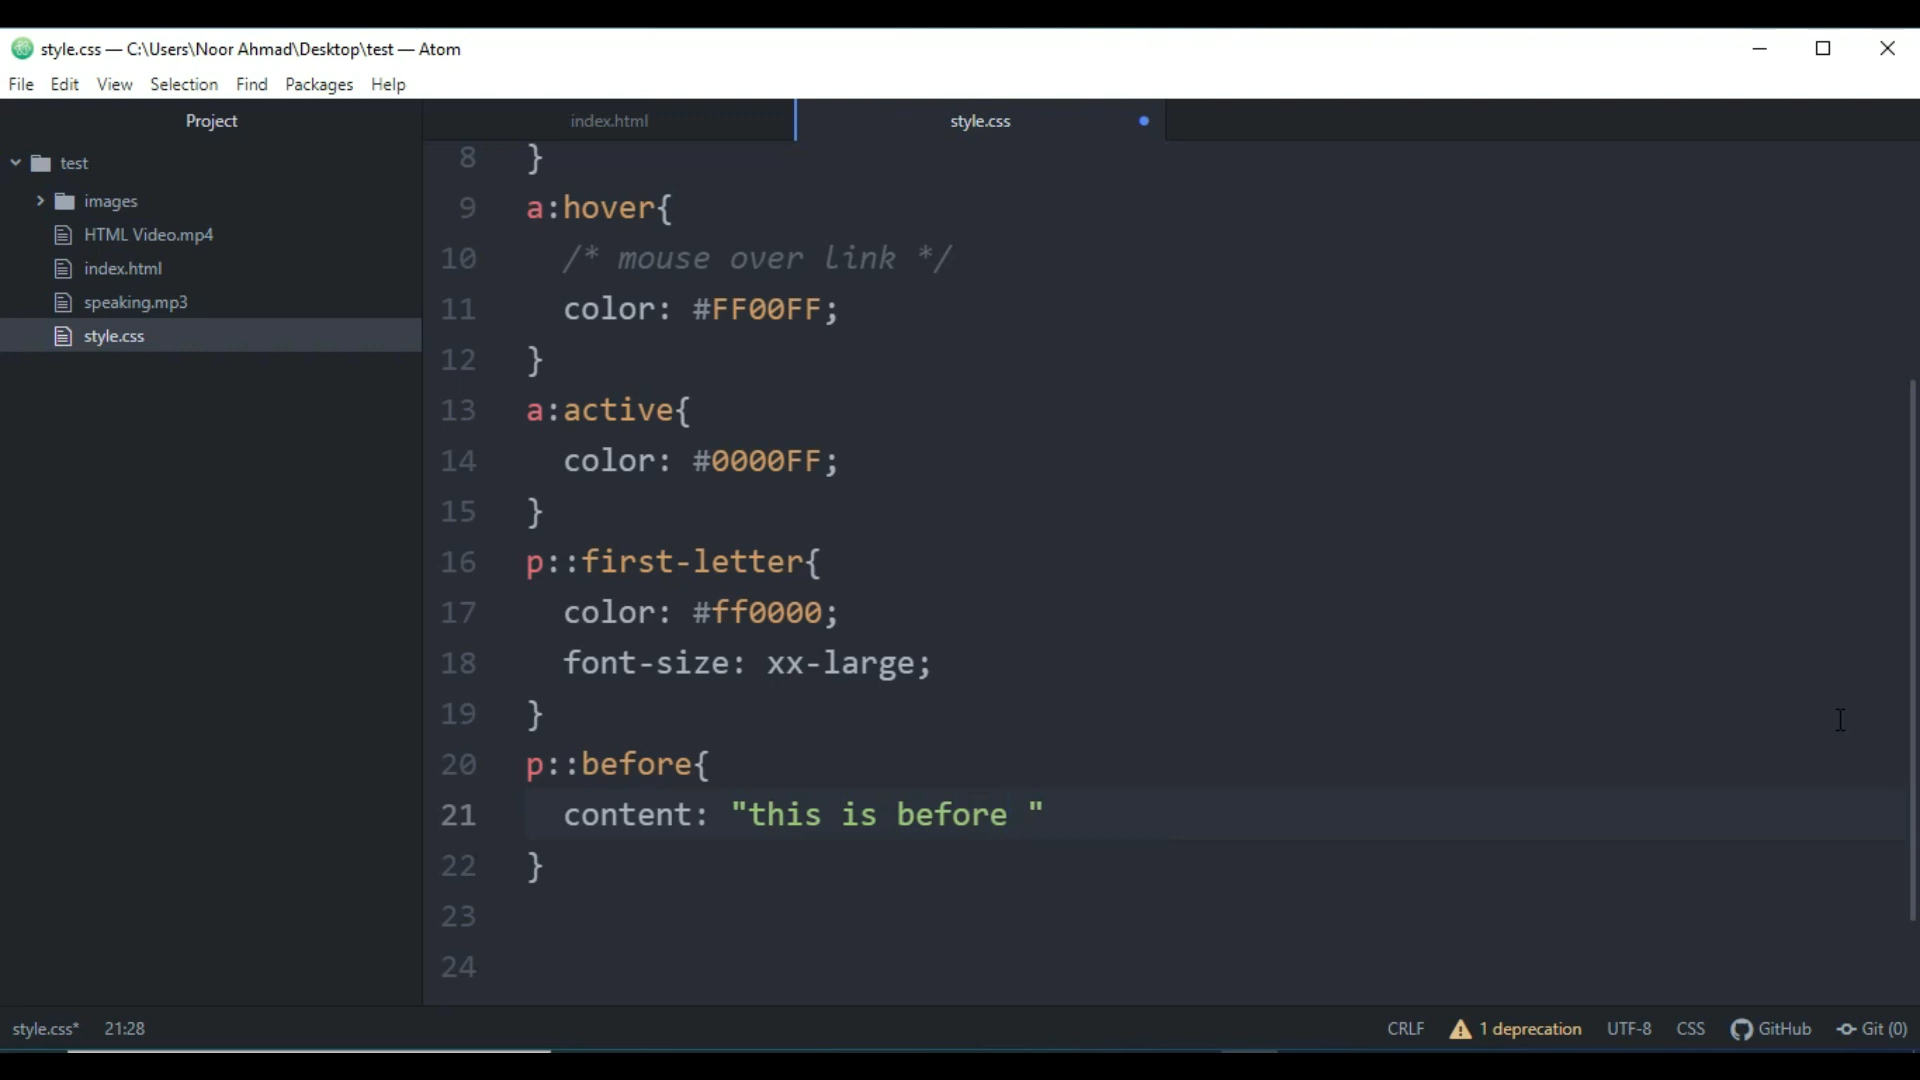 style.css — C:\Users\Noor Ahmad\Desktop\test — Atom
File Edit View Selection Find Packages Help
Project
test
images
HTML Video.mp4
index.html
speaking.mp3
style.css
index.html
style.css
8 }
9 a:hover{
10 /* mouse over link */
11 color: #FF00FF;
12 }
13 a:active{
14 color: #0000FF;
15 }
16 p::first-letter{
17 color: #ff0000;
18 font-size: xx-large;
19 }
20 p::before{
21 content: "this is before "
22 }
23
24
style.css* 21:28
CRLF 1 deprecation UTF-8 CSS GitHub Git (0)